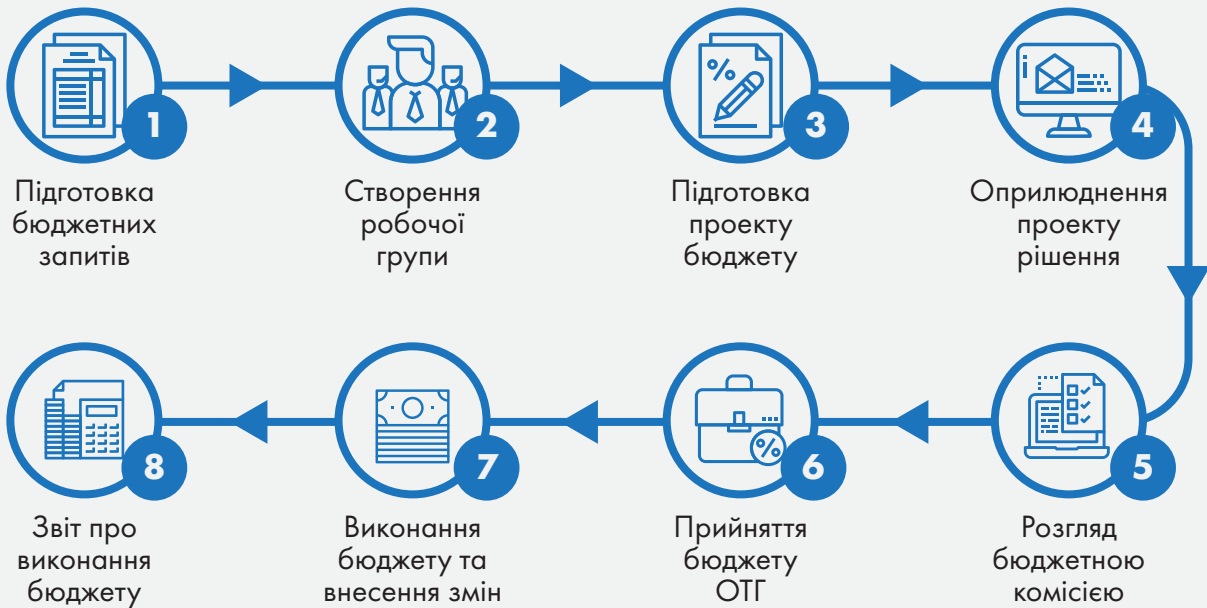 1
Підготовка
бюджетних
запитів
2
Створення
робочої
групи
%
3
Підготовка
проекту
бюджету
i
4
Оприлюднення
проекту
рішення
5
Розгляд
бюджетною
комісією
%
6
Прийняття
бюджету
ОТГ
7
Виконання
бюджету та
внесення змін
8
Звіт про
виконання
бюджету